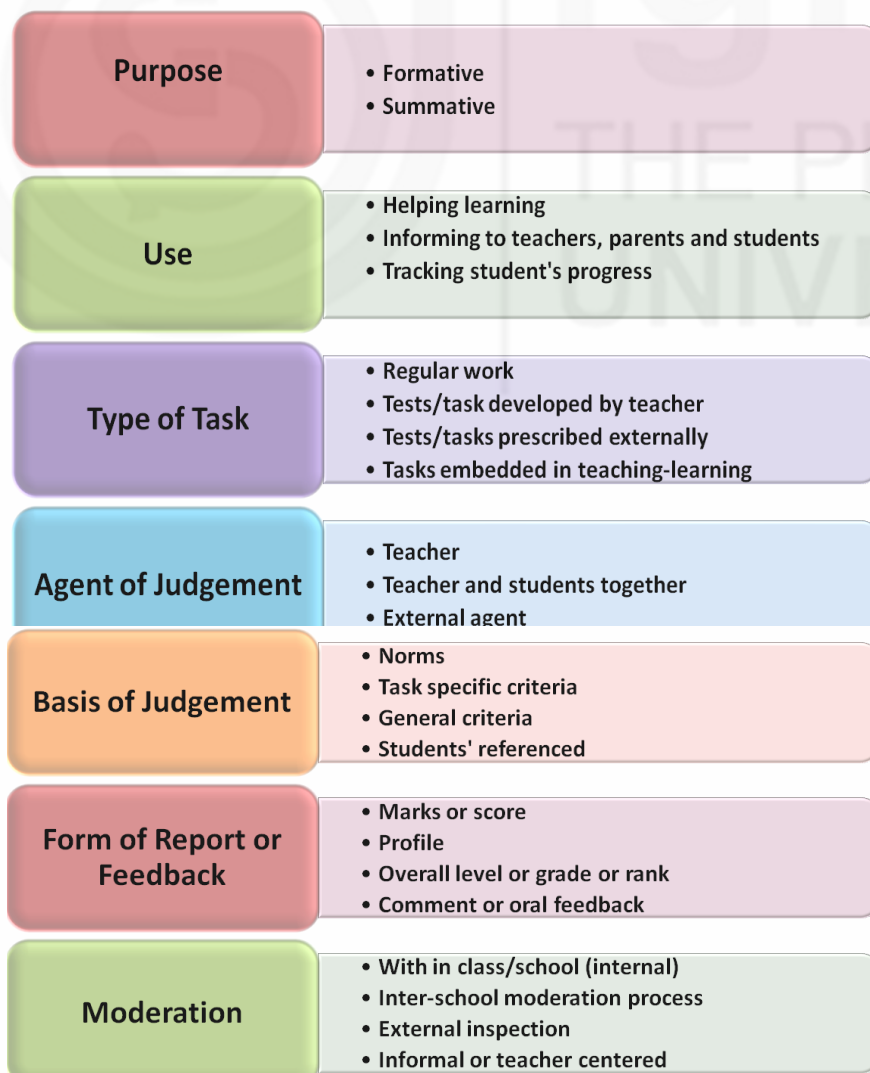 Purpose
• Formative
• Summative
Use
• Helping learning
• Informing to teachers, parents and students
• Tracking student's progress
Type of Task
• Regular work
• Tests/task developed by teacher
• Tests/tasks prescribed externally
• Tasks embedded in teaching-learning
Agent of Judgement
• Teacher
• Teacher and students together
• External agent
Basis of Judgement
• Norms
• Task specific criteria
• General criteria
• Students' referenced
Form of Report or
Feedback
• Marks or score
• Profile
• Overall level or grade or rank
• Comment or oral feedback
Moderation
• With in class/school (internal)
• Inter-school moderation process
• External inspection
• Informal or teacher centered
THE